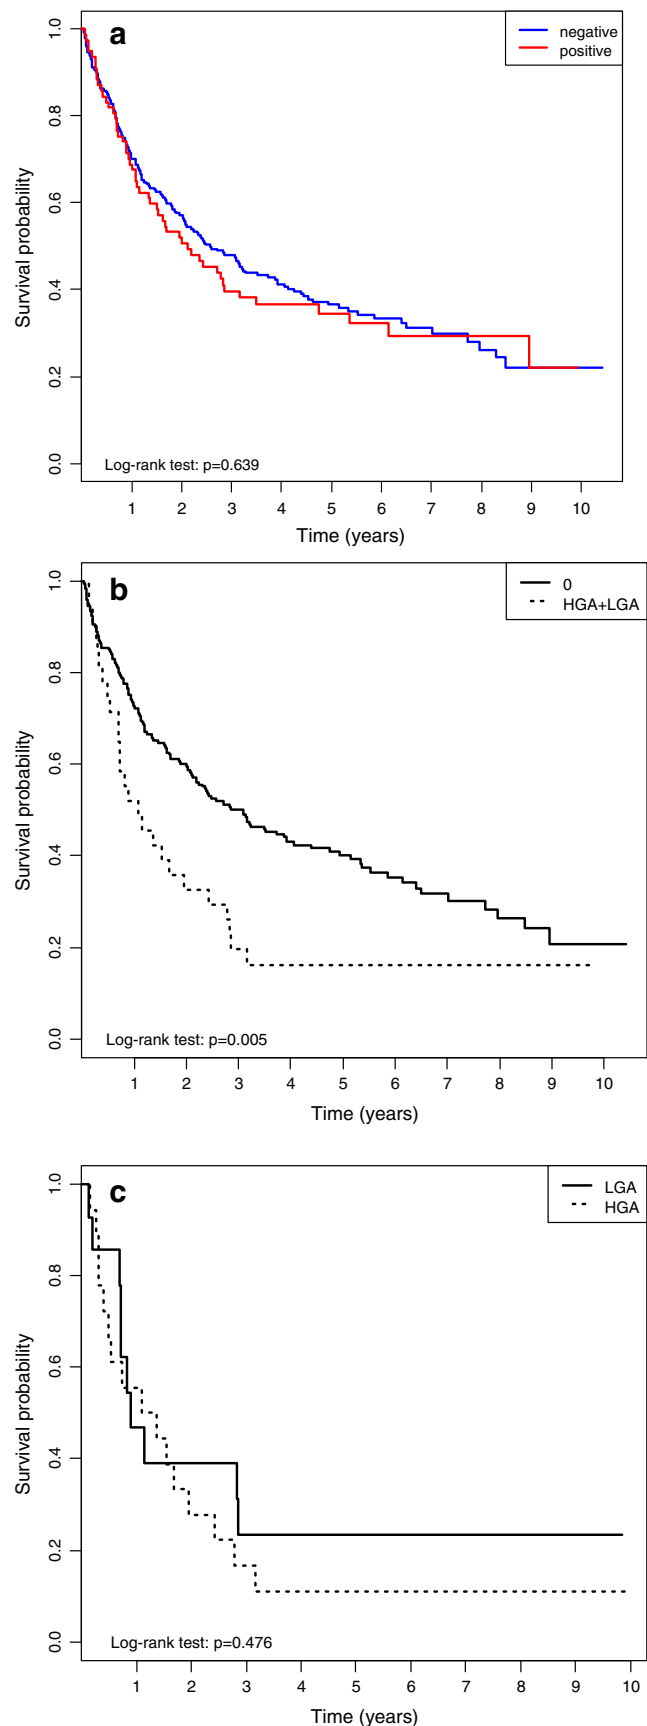 a
negative
positive
1.0
0.8
0.6
0.4
0.2
0.0
Survival probability
Log-rank test: p=0.639
1 2 3 4 5 6 7 8 9 10
Time (years)
b
0
HGA+LGA
1.0
0.8
0.6
0.4
0.2
0.0
Survival probability
Log-rank test: p=0.005
1 2 3 4 5 6 7 8 9 10
Time (years)
c
LGA
HGA
1.0
0.8
0.6
0.4
0.2
0.0
Survival probability
Log-rank test: p=0.476
1 2 3 4 5 6 7 8 9 10
Time (years)